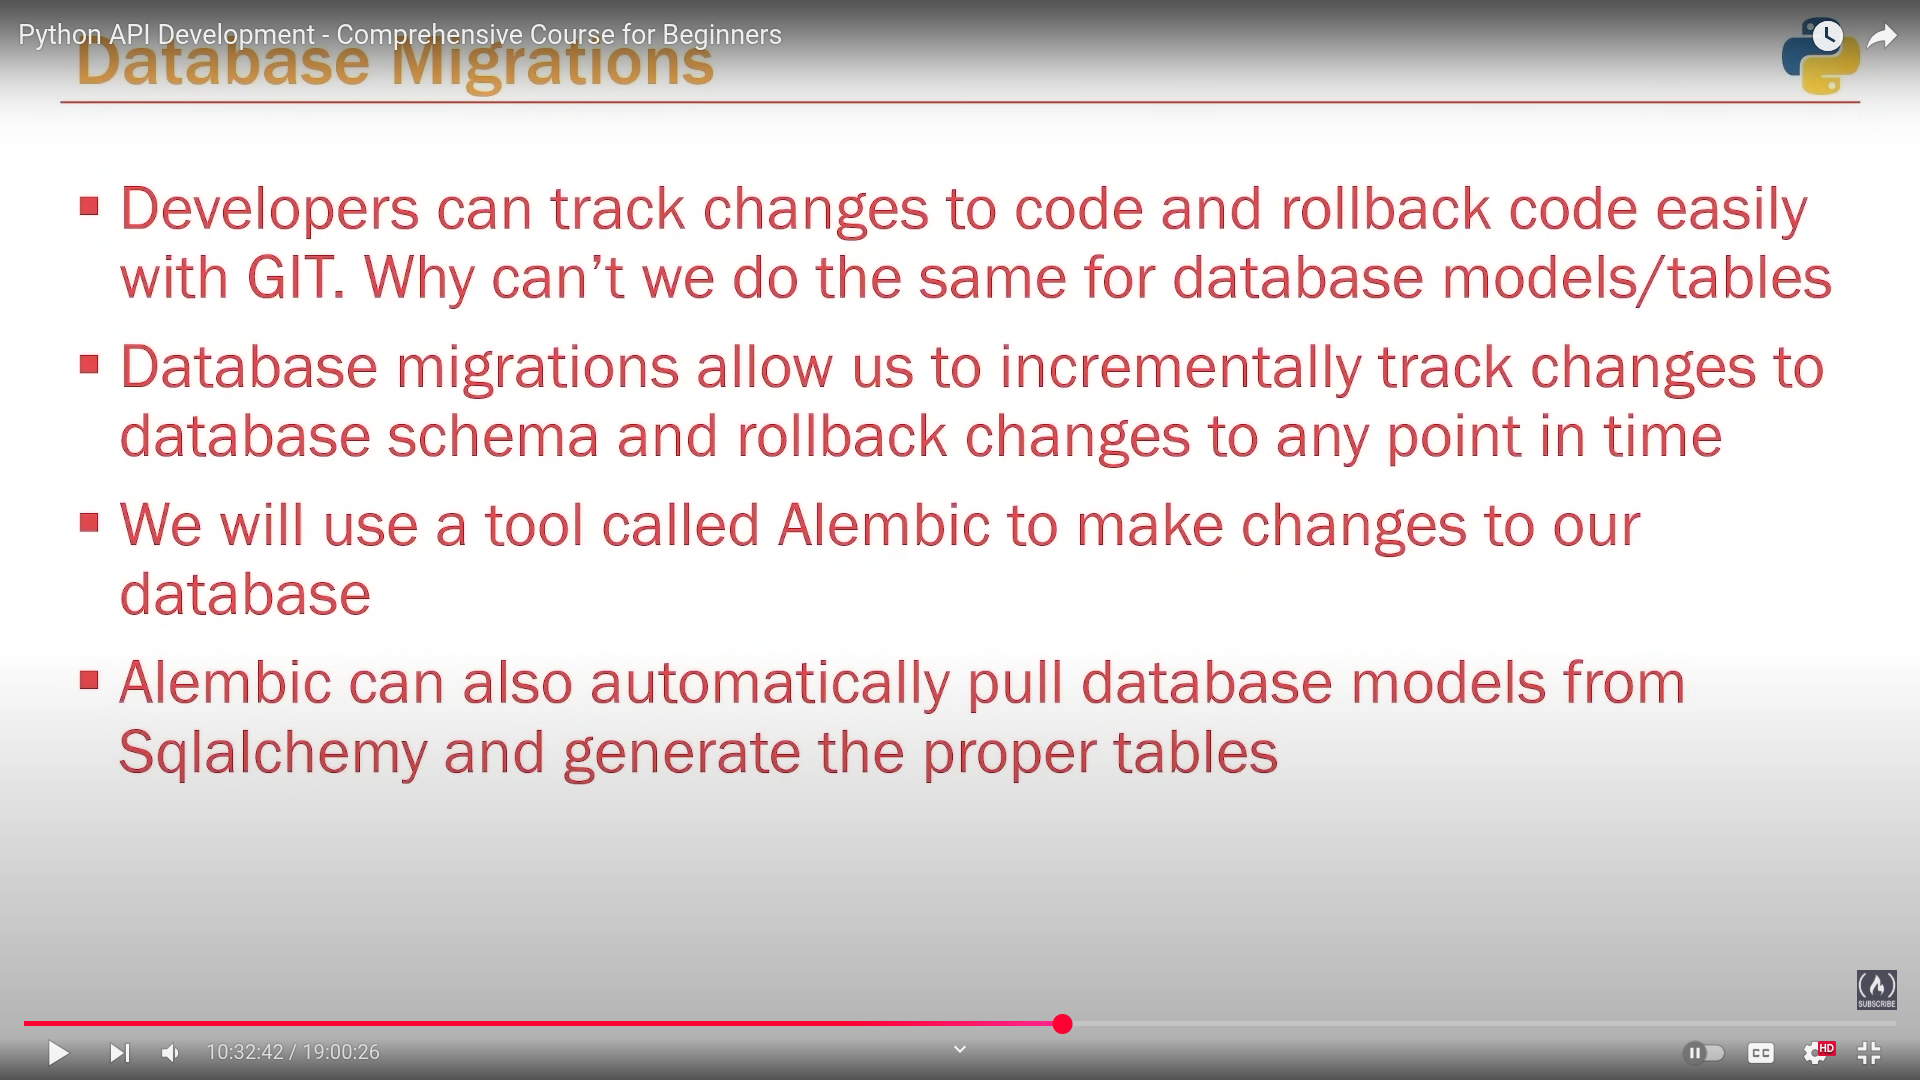 Python API Development - Comprehensive Course for Beginners
Database Migrations
Developers can track changes to code and rollback code easily
with GIT. Why can’t we do the same for database models/tables
Database migrations allow us to incrementally track changes to
database schema and rollback changes to any point in time
We will use a tool called Alembic to make changes to our
database
Alembic can also automatically pull database models from
Sqlalchemy and generate the proper tables
SUBSCRIBE
10:32:42 / 19:00:26
CC
HD